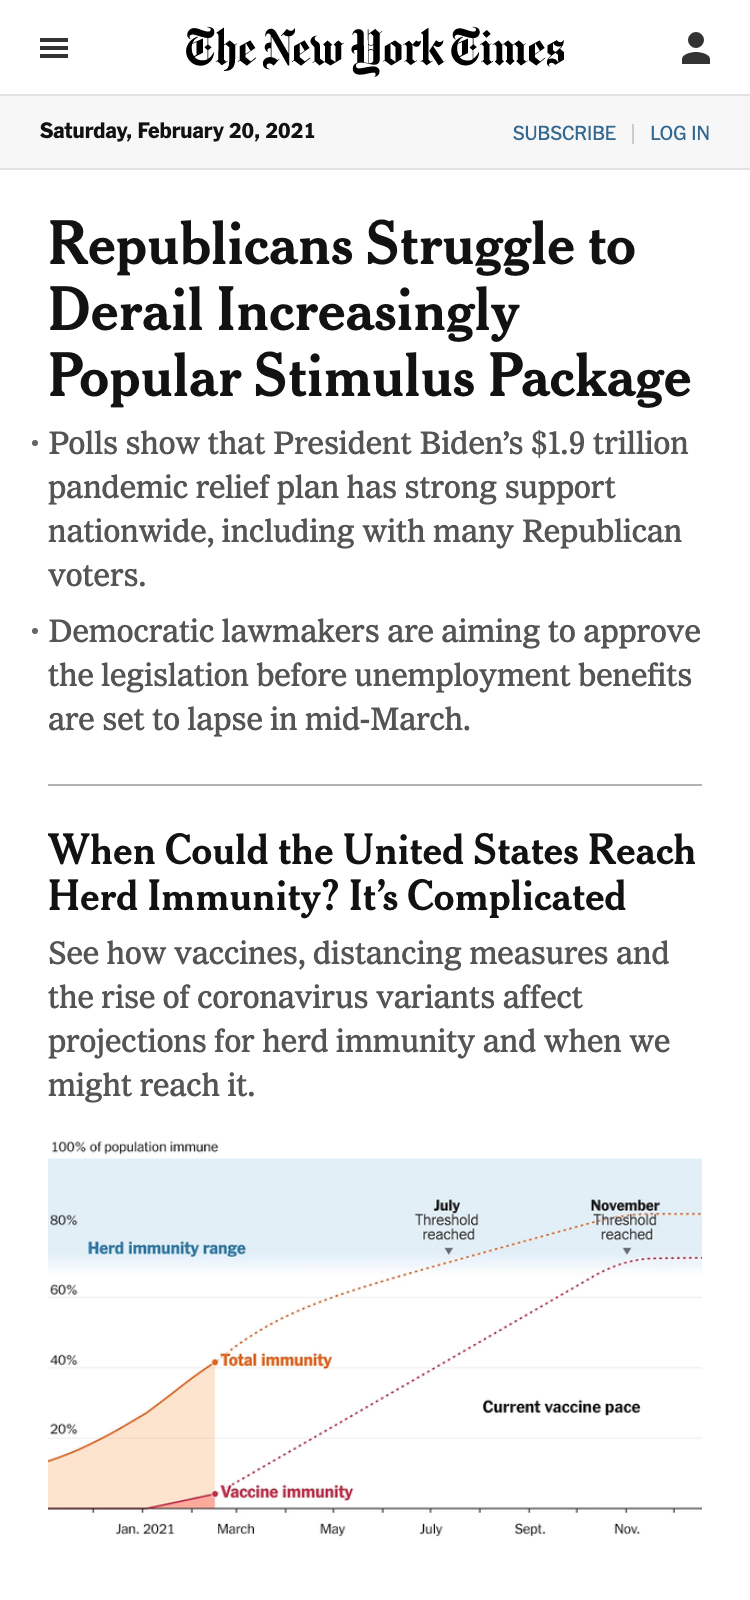 The New York Times
Saturday, February 20, 2021
SUBSCRIBE | LOG IN
Republicans Struggle to
Derail Increasingly
Popular Stimulus Package
• Polls show that President Biden’s $1.9 trillion
pandemic relief plan has strong support
nationwide, including with many Republican
voters.
• Democratic lawmakers are aiming to approve
the legislation before unemployment benefits
are set to lapse in mid-March.
When Could the United States Reach
Herd Immunity? It’s Complicated
See how vaccines, distancing measures and
the rise of coronavirus variants affect
projections for herd immunity and when we
might reach it.
100% of population immune
July
Threshold
reached
November
Threshold
reached
80%
Herd immunity range
60%
40%
Total immunity
Current vaccine pace
20%
Vaccine immunity
Jan. 2021 March May July Sept. Nov.